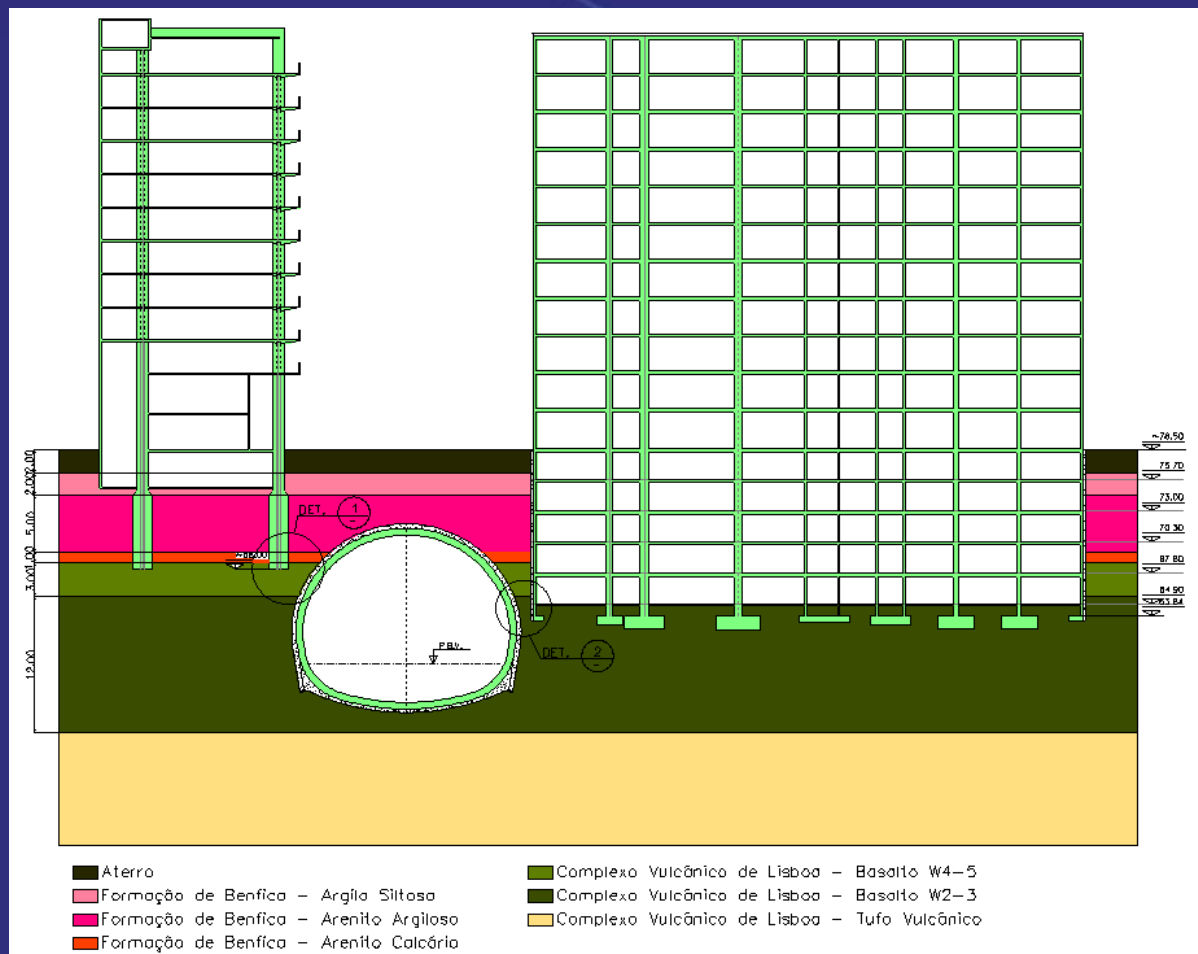 ~78.50
75.70
73.00
70.30
67.60
64.90
~63.84
2.00
2.00
5.00
1.00
3.00
12.00
DET. 1
-
DET. 2
-
Aterro
Formação de Benfica - Argila Siltosa
Formação de Benfica - Arenito Argiloso
Formação de Benfica - Arenito Calcário
Complexo Vulcânico de Lisboa - Basalto W4-5
Complexo Vulcânico de Lisboa - Basalto W2-3
Complexo Vulcânico de Lisboa - Tufo Vulcânico